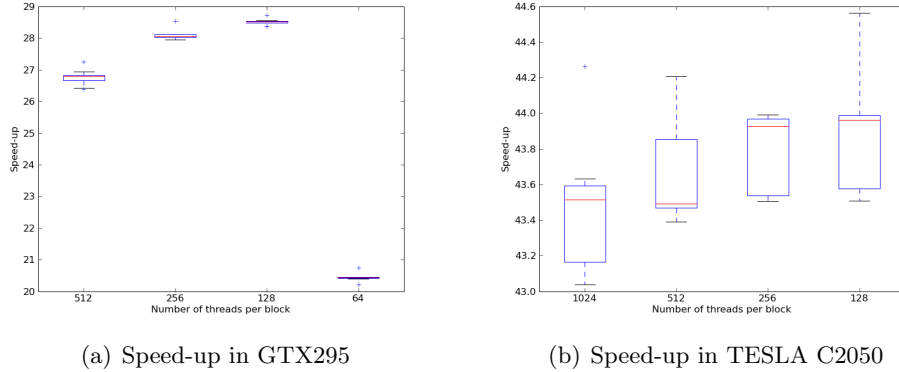 29
28
27
26
25
24
23
22
21
20
Speed-up
512 256 128 64
Number of threads per block
(a) Speed-up in GTX295
44.6
44.4
44.2
44.0
43.8
43.6
43.4
43.2
43.0
Speed-up
1024 512 256 128
Number of threads per block
(b) Speed-up in TESLA C2050